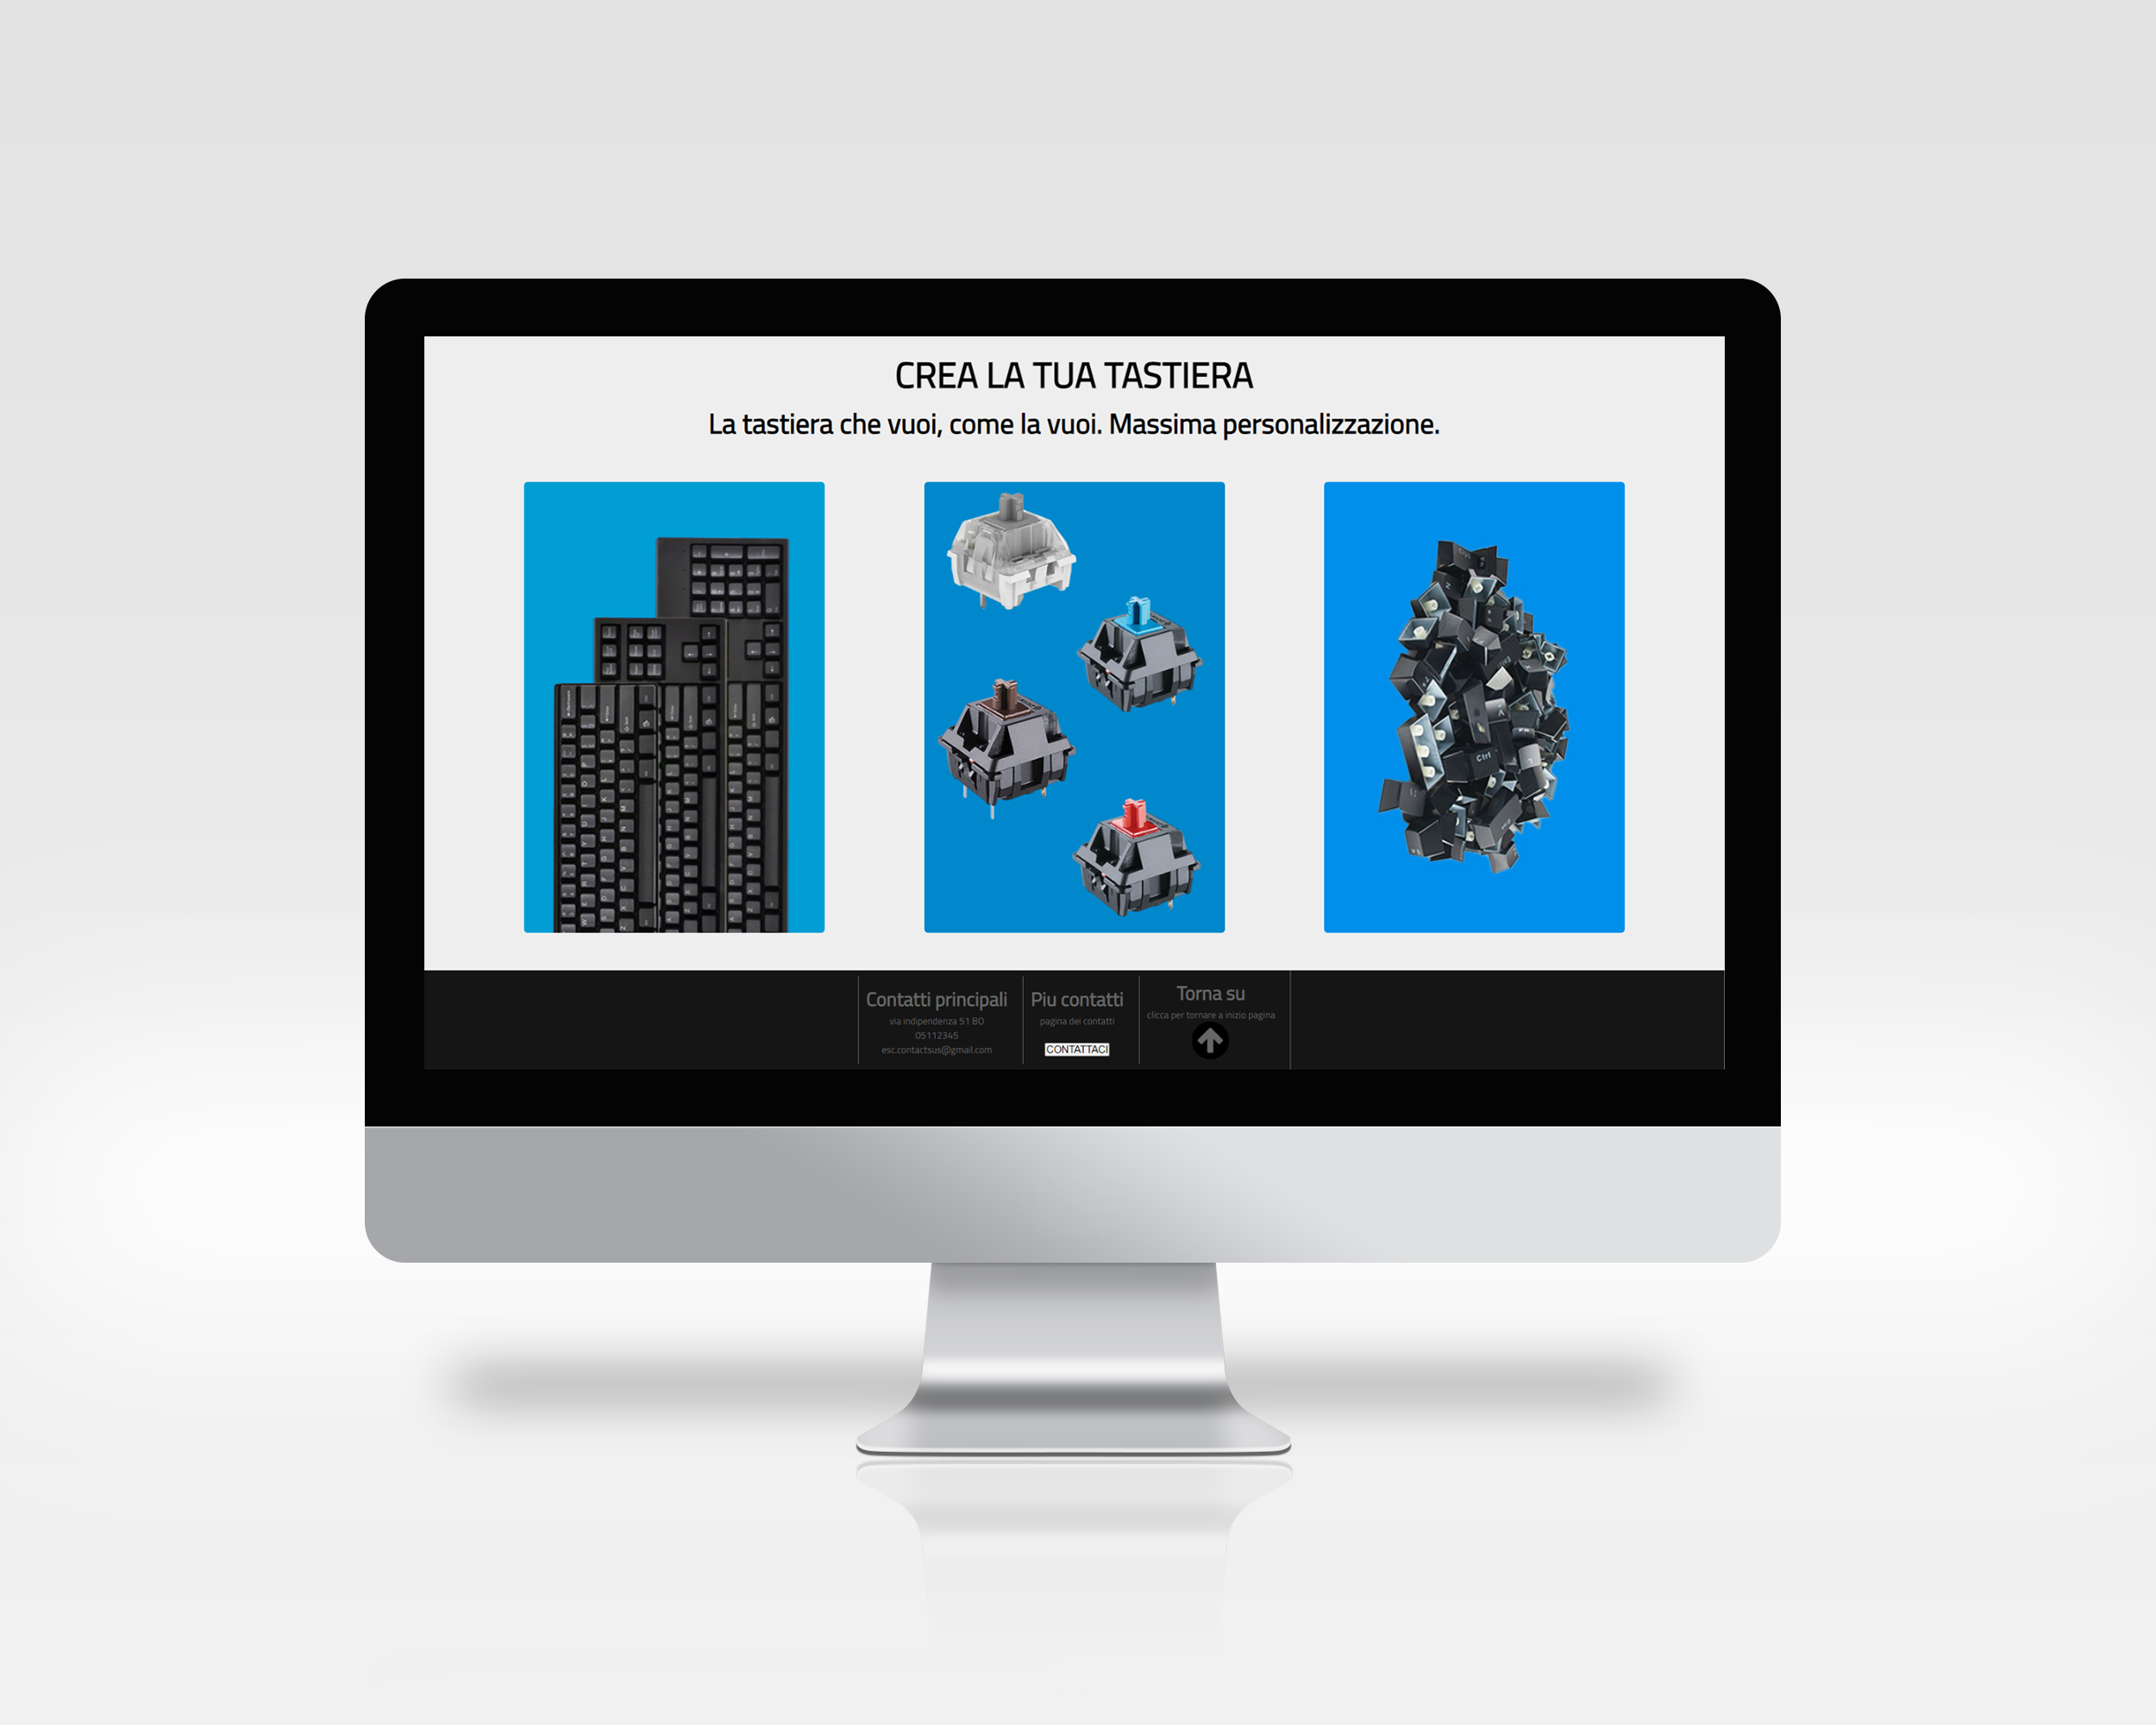 CREA LA TUA TASTIERA
La tastiera che vuoi, come la vuoi. Massima personalizzazione.
Ctrl
Contatti principali
via indipendenza 51 BO
05112345
esc.contactsus@gmail.com
Piu contatti
pagina dei contatti
CONTATTACI
Torna su
clicca per tornare a inizio pagina